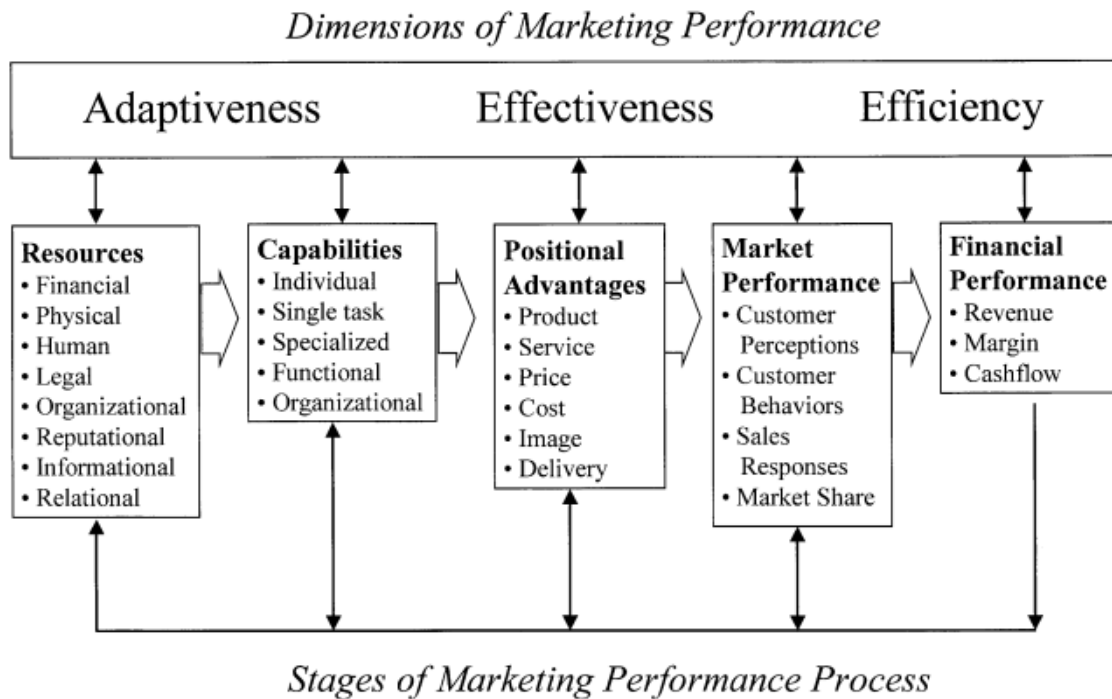 Dimensions of Marketing Performance
Adaptiveness Effectiveness Efficiency
Resources
• Financial
• Physical
• Human
• Legal
• Organizational
• Reputational
• Informational
• Relational
Capabilities
• Individual
• Single task
• Specialized
• Functional
• Organizational
Positional
Advantages
• Product
• Service
• Price
• Cost
• Image
• Delivery
Market
Performance
• Customer
Perceptions
• Customer
Behaviors
• Sales
Responses
• Market Share
Financial
Performance
• Revenue
• Margin
• Cashflow
Stages of Marketing Performance Process